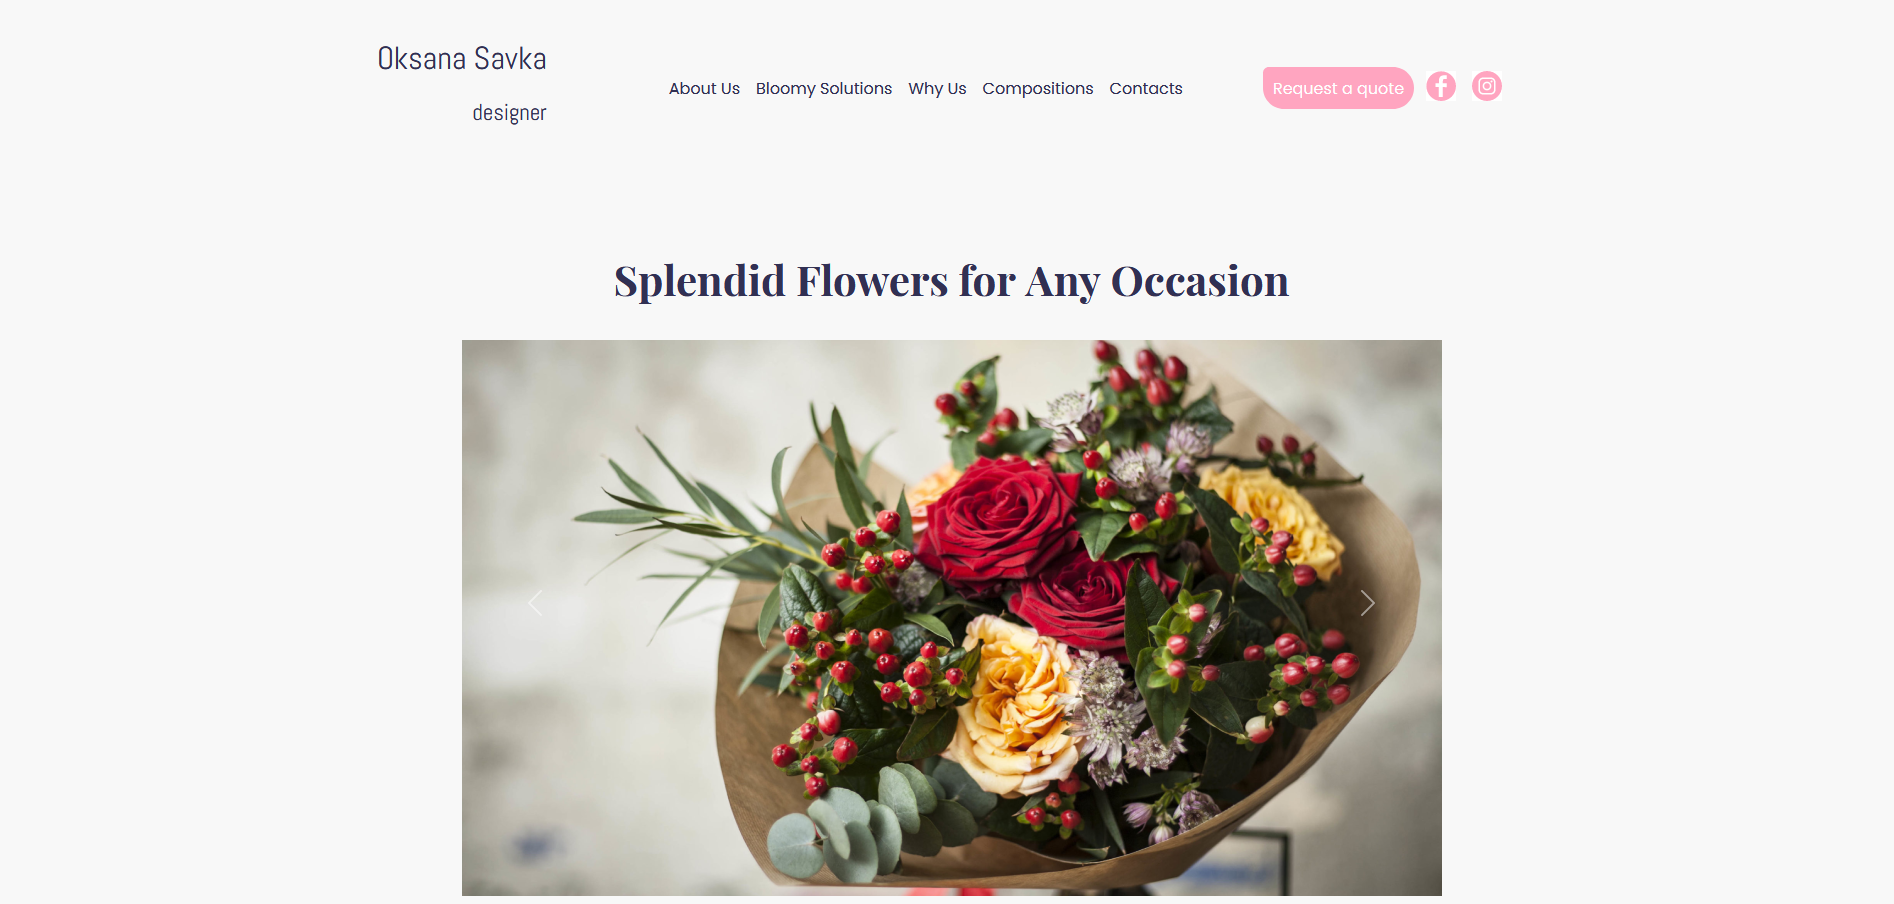 Oksana Savka
designer
About Us Bloomy Solutions Why Us Compositions Contacts
Request a quote
Splendid Flowers for Any Occasion